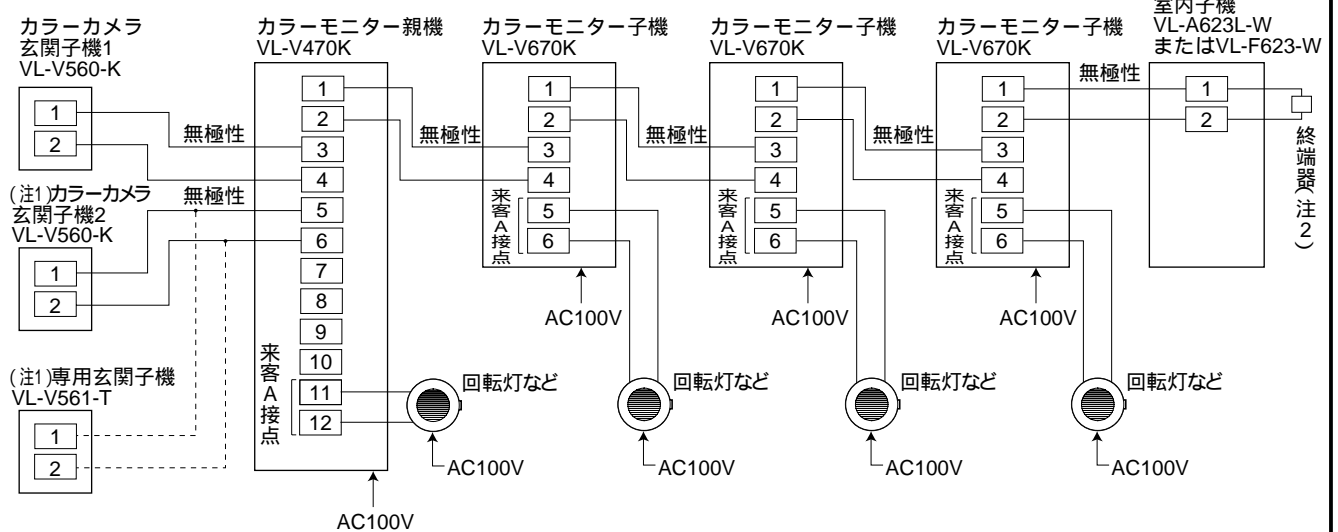 カラーカメラ
玄関子機1
VL-V560-K
1
2
無極性
(注1)カラーカメラ
玄関子機2
VL-V560-K
1
2
無極性
(注1)専用玄関子機
VL-V561-T
1
2
カラーモニター親機
VL-V470K
1
2
3
4
5
6
7
8
9
10
11
12
来客A接点
AC100V
回転灯など
AC100V
無極性
カラーモニター子機
VL-V670K
1
2
3
4
5
6
来客A接点
AC100V
回転灯など
AC100V
無極性
カラーモニター子機
VL-V670K
1
2
3
4
5
6
来客A接点
AC100V
回転灯など
AC100V
無極性
カラーモニター子機
VL-V670K
1
2
3
4
5
6
来客A接点
AC100V
回転灯など
AC100V
無極性
室内子機
VL-A623L-W
またはVL-F623-W
1
2
終端器(注2)